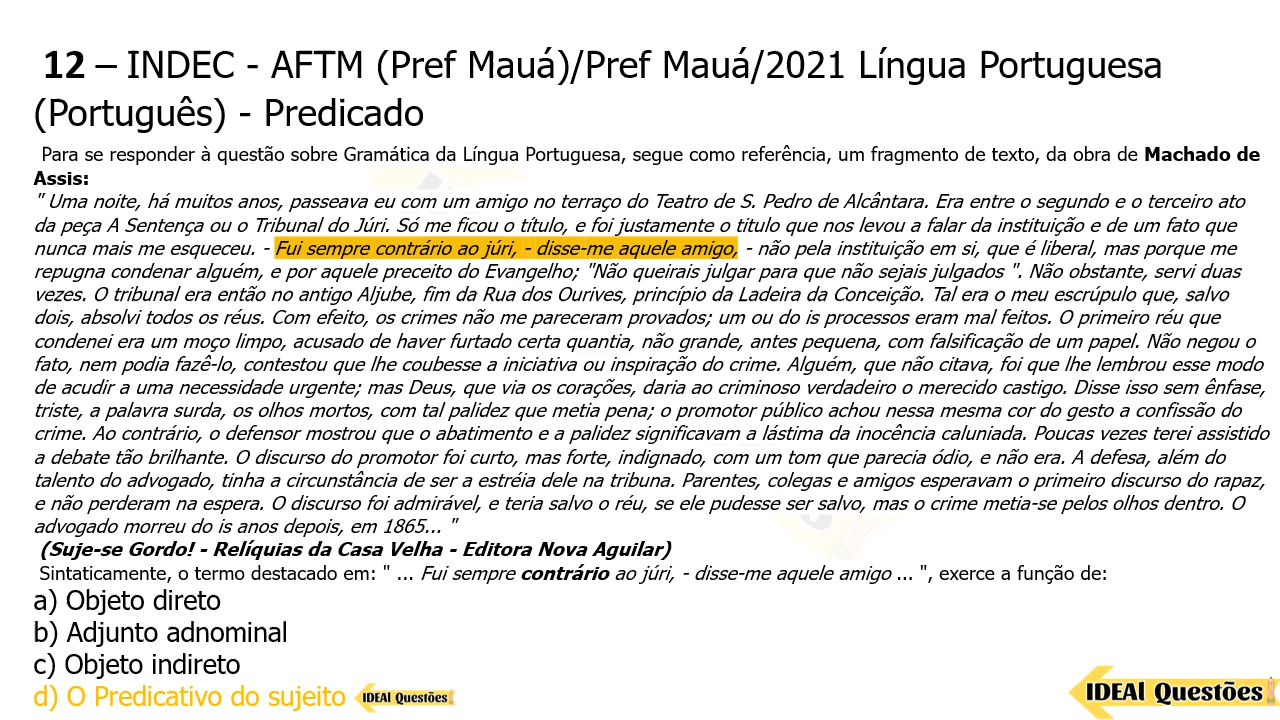 12 – INDEC - AFTM (Pref Mauá)/Pref Mauá/2021 Língua Portuguesa
(Português) - Predicado
Para se responder à questão sobre Gramática da Língua Portuguesa, segue como referência, um fragmento de texto, da obra de Machado de
Assis:
" Uma noite, há muitos anos, passeava eu com um amigo no terraço do Teatro de S. Pedro de Alcântara. Era entre o segundo e o terceiro ato
da peça A Sentença ou o Tribunal do Júri. Só me ficou o título, e foi justamente o titulo que nos levou a falar da instituição e de um fato que
nunca mais me esqueceu. - Fui sempre contrário ao júri, - disse-me aquele amigo, - não pela instituição em si, que é liberal, mas porque me
repugna condenar alguém, e por aquele preceito do Evangelho; "Não queirais julgar para que não sejais julgados ". Não obstante, servi duas
vezes. O tribunal era então no antigo Aljube, fim da Rua dos Ourives, princípio da Ladeira da Conceição. Tal era o meu escrúpulo que, salvo
dois, absolvi todos os réus. Com efeito, os crimes não me pareceram provados; um ou do is processos eram mal feitos. O primeiro réu que
condenei era um moço limpo, acusado de haver furtado certa quantia, não grande, antes pequena, com falsificação de um papel. Não negou o
fato, nem podia fazê-lo, contestou que lhe coubesse a iniciativa ou inspiração do crime. Alguém, que não citava, foi que lhe lembrou esse modo
de acudir a uma necessidade urgente; mas Deus, que via os corações, daria ao criminoso verdadeiro o merecido castigo. Disse isso sem ênfase,
triste, a palavra surda, os olhos mortos, com tal palidez que metia pena; o promotor público achou nessa mesma cor do gesto a confissão do
crime. Ao contrário, o defensor mostrou que o abatimento e a palidez significavam a lástima da inocência caluniada. Poucas vezes terei assistido
a debate tão brilhante. O discurso do promotor foi curto, mas forte, indignado, com um tom que parecia ódio, e não era. A defesa, além do
talento do advogado, tinha a circunstância de ser a estréia dele na tribuna. Parentes, colegas e amigos esperavam o primeiro discurso do rapaz,
e não perderam na espera. O discurso foi admirável, e teria salvo o réu, se ele pudesse ser salvo, mas o crime metia-se pelos olhos dentro. O
advogado morreu do is anos depois, em 1865... "
(Suje-se Gordo! - Relíquias da Casa Velha - Editora Nova Aguilar)
Sintaticamente, o termo destacado em: " ... Fui sempre contrário ao júri, - disse-me aquele amigo ... ", exerce a função de:
a) Objeto direto
b) Adjunto adnominal
c) Objeto indireto
d) O Predicativo do sujeito IDEAl Questões
IDEAl Questões